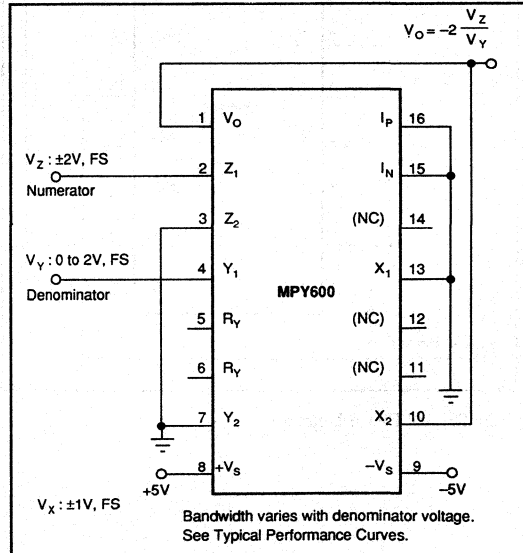 V_O = –2 V_Z / V_Y
1 V_O I_P 16
V_Z : ±2V, FS
Numerator
2 Z_1 I_N 15
3 Z_2 (NC) 14
V_Y : 0 to 2V, FS
Denominator
4 Y_1 X_1 13
MPY600
5 R_Y (NC) 12
6 R_Y (NC) 11
7 Y_2 X_2 10
8 +V_S –V_S 9
+5V –5V
V_X : ±1V, FS
Bandwidth varies with denominator voltage.
See Typical Performance Curves.